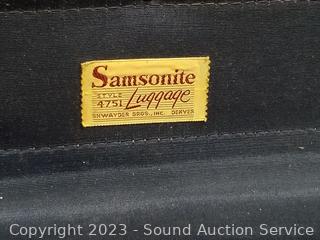 Samsonite
STYLE
4751 Luggage
SHWAYDER BROS., INC. DENVER
Copyright 2023 - Sound Auction Service